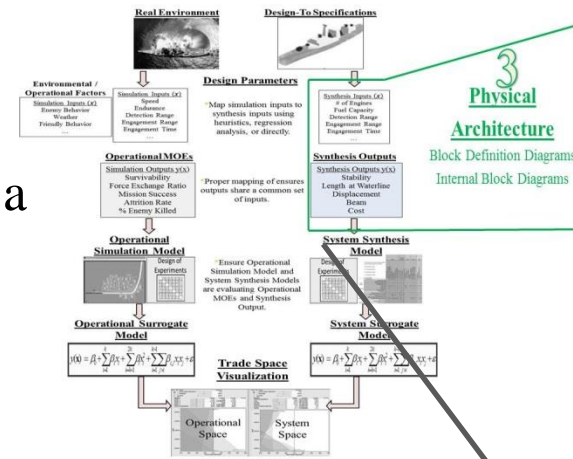 Real Environment
Design-To Specifications
Environmental /
Operational Factors
Simulation Inputs (x)
Enemy Behavior
Weather
Friendly Behavior
...
Simulation Inputs (x)
Speed
Endurance
Detection Range
Engagement Range
Engagement Time
...
Design Parameters
*Map simulation inputs to
synthesis inputs using
heuristics, regression
analysis, or directly.
Synthesis Inputs (x)
# of Engines
Fuel Capacity
Detection Range
Engagement Range
Engagement Time
...
3
Physical
Architecture
Block Definition Diagrams
Internal Block Diagrams
a
Operational MOEs
Simulation Outputs y(x)
Survivability
Force Exchange Ratio
Mission Success
Attrition Rate
% Enemy Killed
*Proper mapping of ensures
outputs share a common set
of inputs.
Synthesis Outputs
Synthesis Outputs y(x)
Stability
Length at Waterline
Displacement
Beam
Cost
Operational
Simulation Model
Design of
Experiments
*Ensure Operational
Simulation Model and
System Synthesis Models
are evaluating Operational
MOEs and Synthesis
Output.
System Synthesis
Model
Design of
Experiments
Operational Surrogate
Model
System Surrogate
Model
Trade Space
Visualization
Operational
Space
System
Space